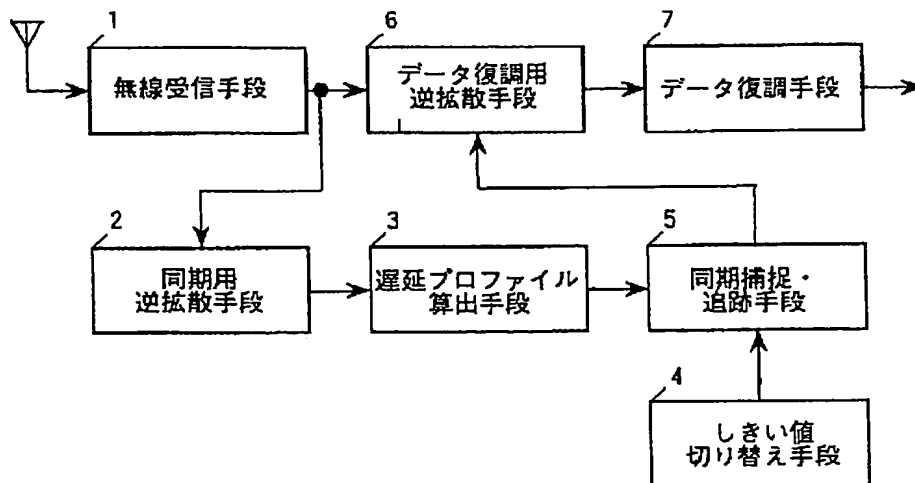 1
無線受信手段
6
データ復調用
逆拡散手段
7
データ復調手段
2
同期用
逆拡散手段
3
遅延プロファイル
算出手段
5
同期捕捉・
追跡手段
4
しきい値
切り替え手段